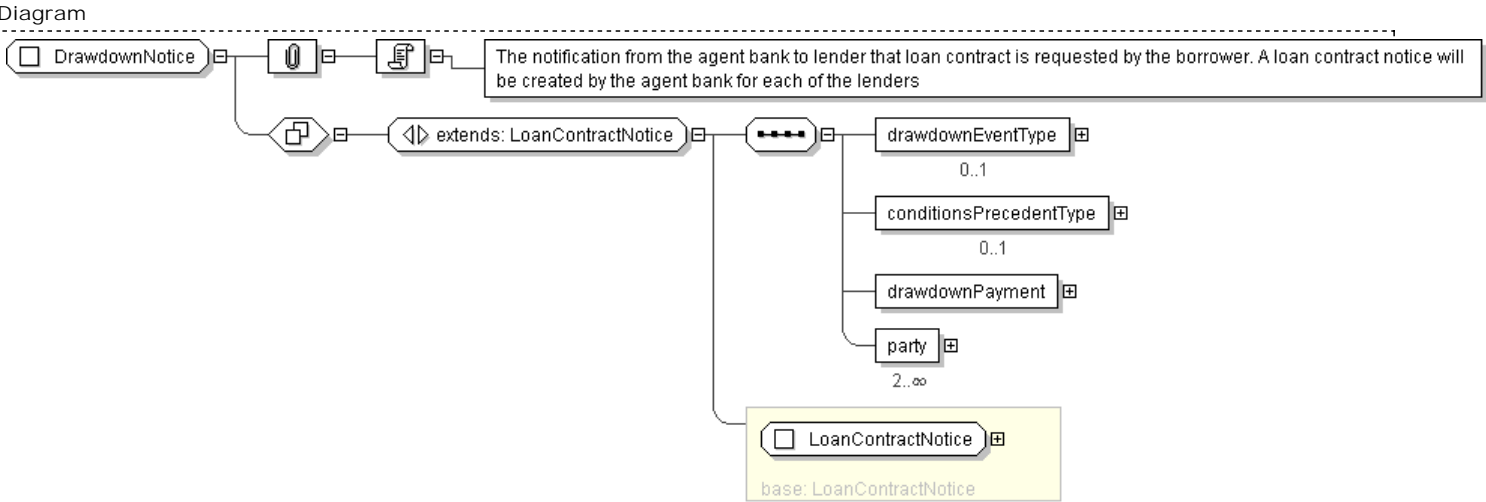 Diagram
DrawdownNotice
The notification from the agent bank to lender that loan contract is requested by the borrower. A loan contract notice will
be created by the agent bank for each of the lenders
extends: LoanContractNotice
drawdownEventType
0..1
conditionsPrecedentType
0..1
drawdownPayment
party
2..∞
LoanContractNotice
base: LoanContractNotice